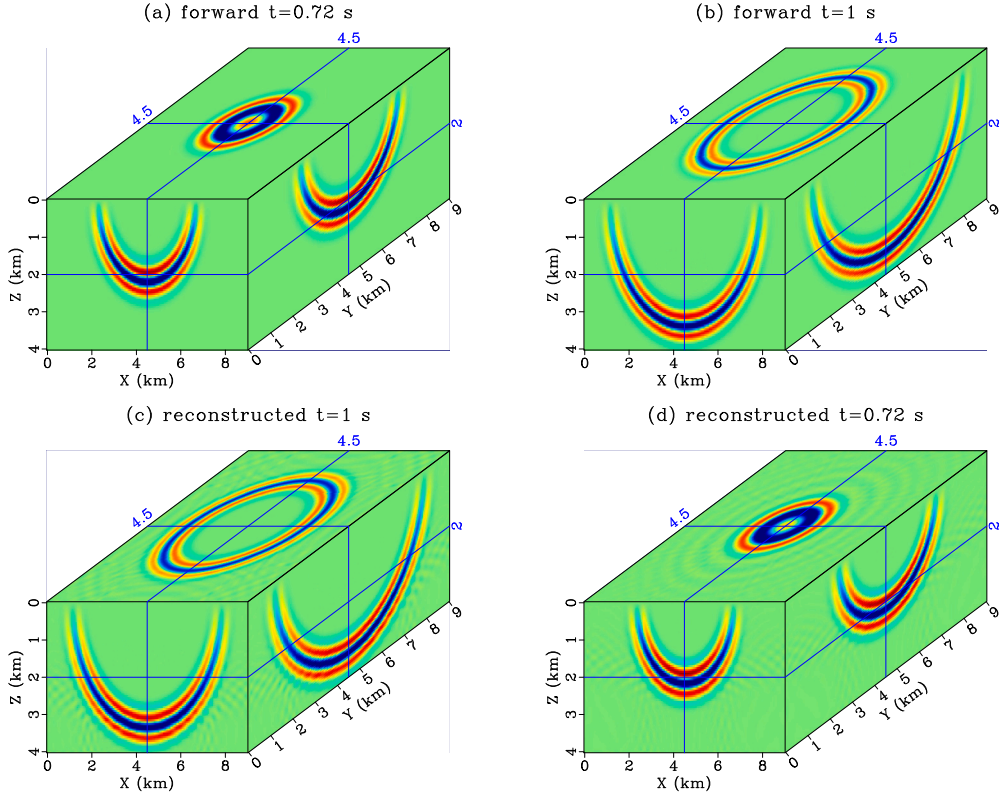 (a) forward t=0.72 s
4.5
4.5
2
0
1
2
3
4
Z (km)
0 2 4 6 8
X (km)
0 1 2 3 4 5 6 7 8 9
Y (km)
(b) forward t=1 s
4.5
4.5
2
0
1
2
3
4
Z (km)
0 2 4 6 8
X (km)
0 1 2 3 4 5 6 7 8 9
Y (km)
(c) reconstructed t=1 s
4.5
4.5
2
0
1
2
3
4
Z (km)
0 2 4 6 8
X (km)
0 1 2 3 4 5 6 7 8 9
Y (km)
(d) reconstructed t=0.72 s
4.5
4.5
2
0
1
2
3
4
Z (km)
0 2 4 6 8
X (km)
0 1 2 3 4 5 6 7 8 9
Y (km)